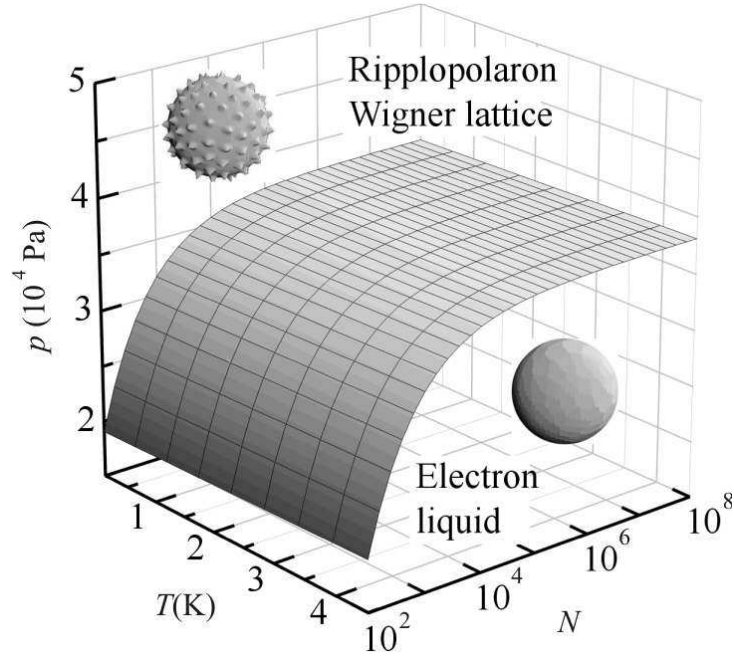 5
4
3
2
p (10⁴ Pa)
Ripplopolaron
Wigner lattice
Electron
liquid
1
2
3
4
T(K)
10²
10⁴
10⁶
10⁸
N